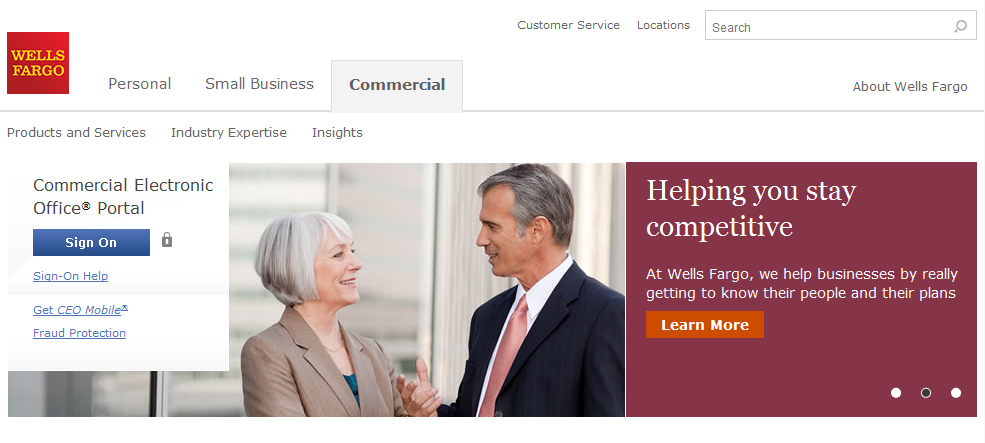 Customer Service
Locations
Search
WELLS
FARGO
Personal
Small Business
Commercial
About Wells Fargo
Products and Services
Industry Expertise
Insights
Commercial Electronic
Office® Portal
Sign On
Sign-On Help
Get CEO Mobile®
Fraud Protection
Helping you stay
competitive
At Wells Fargo, we help businesses by really
getting to know their people and their plans
Learn More